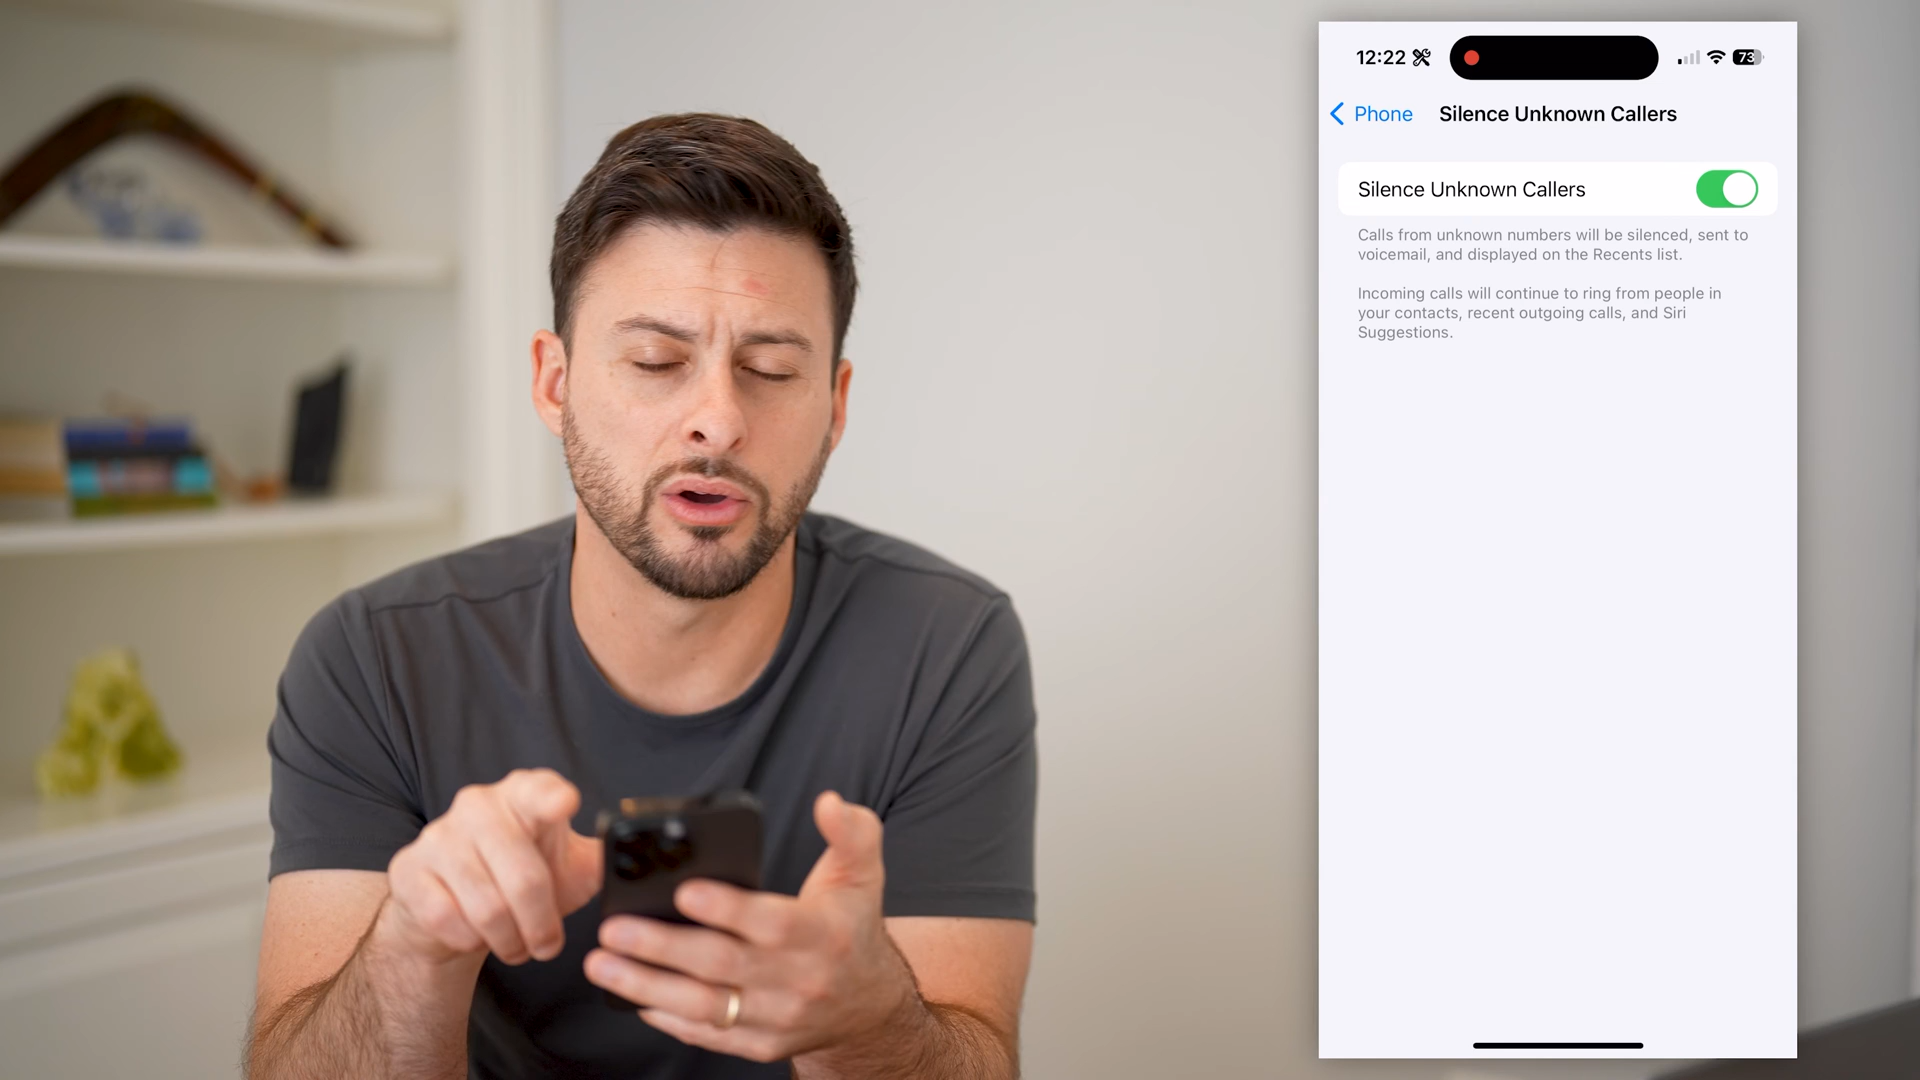 12:22
73
Phone
Silence Unknown Callers
Silence Unknown Callers
Calls from unknown numbers will be silenced, sent to
voicemail, and displayed on the Recents list.
Incoming calls will continue to ring from people in
your contacts, recent outgoing calls, and Siri
Suggestions.